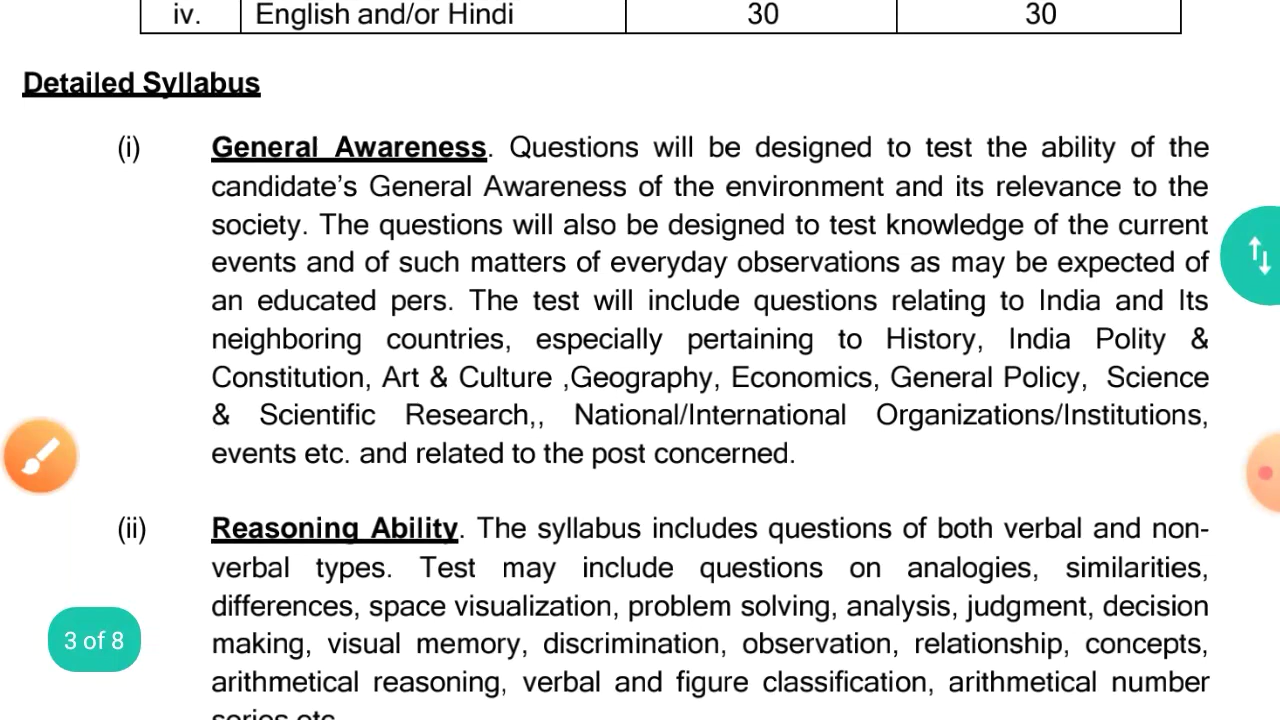 iv. English and/or Hindi 30 30
Detailed Syllabus
(i) General Awareness. Questions will be designed to test the ability of the
candidate's General Awareness of the environment and its relevance to the
society. The questions will also be designed to test knowledge of the current
events and of such matters of everyday observations as may be expected of
an educated pers. The test will include questions relating to India and Its
neighboring countries, especially pertaining to History, India Polity &
Constitution, Art & Culture ,Geography, Economics, General Policy, Science
& Scientific Research,, National/International Organizations/Institutions,
events etc. and related to the post concerned.
(ii) Reasoning Ability. The syllabus includes questions of both verbal and non-
verbal types. Test may include questions on analogies, similarities,
differences, space visualization, problem solving, analysis, judgment, decision
making, visual memory, discrimination, observation, relationship, concepts,
arithmetical reasoning, verbal and figure classification, arithmetical number
series etc
3 of 8